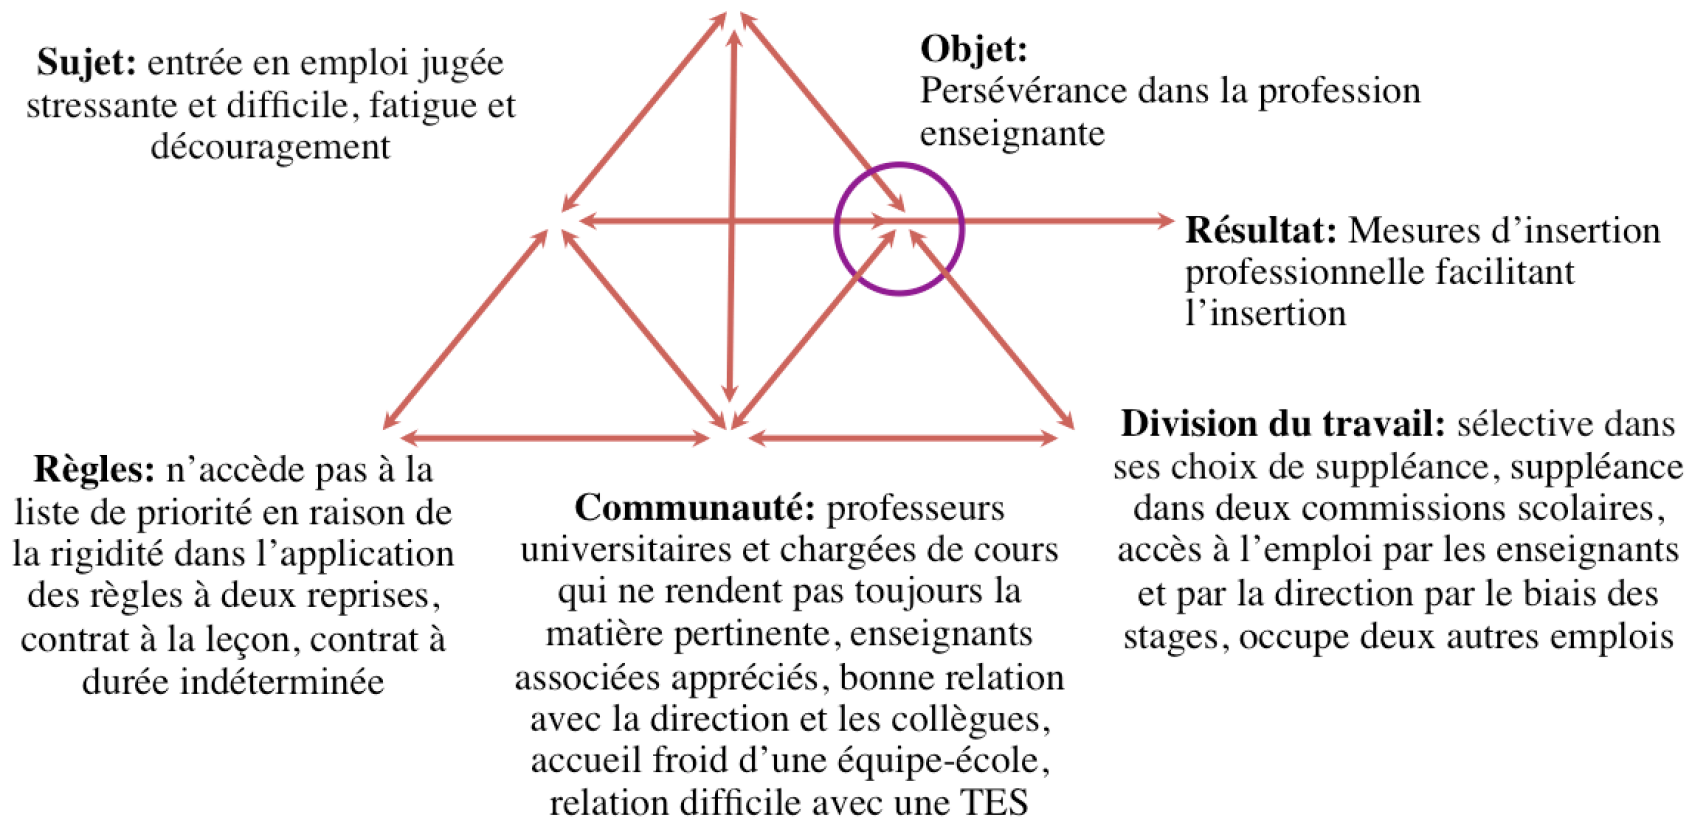 Sujet: entrée en emploi jugée
stressante et difficile, fatigue et
découragement
Objet:
Persévérance dans la profession
enseignante
Résultat: Mesures d’insertion
professionnelle facilitant
l’insertion
Règles: n’accède pas à la
liste de priorité en raison de
la rigidité dans l’application
des règles à deux reprises,
contrat à la leçon, contrat à
durée indéterminée
Communauté: professeurs
universitaires et chargées de cours
qui ne rendent pas toujours la
matière pertinente, enseignants
associées appréciés, bonne relation
avec la direction et les collègues,
accueil froid d’une équipe-école,
relation difficile avec une TES
Division du travail: sélective dans
ses choix de suppléance, suppléance
dans deux commissions scolaires,
accès à l’emploi par les enseignants
et par la direction par le biais des
stages, occupe deux autres emplois